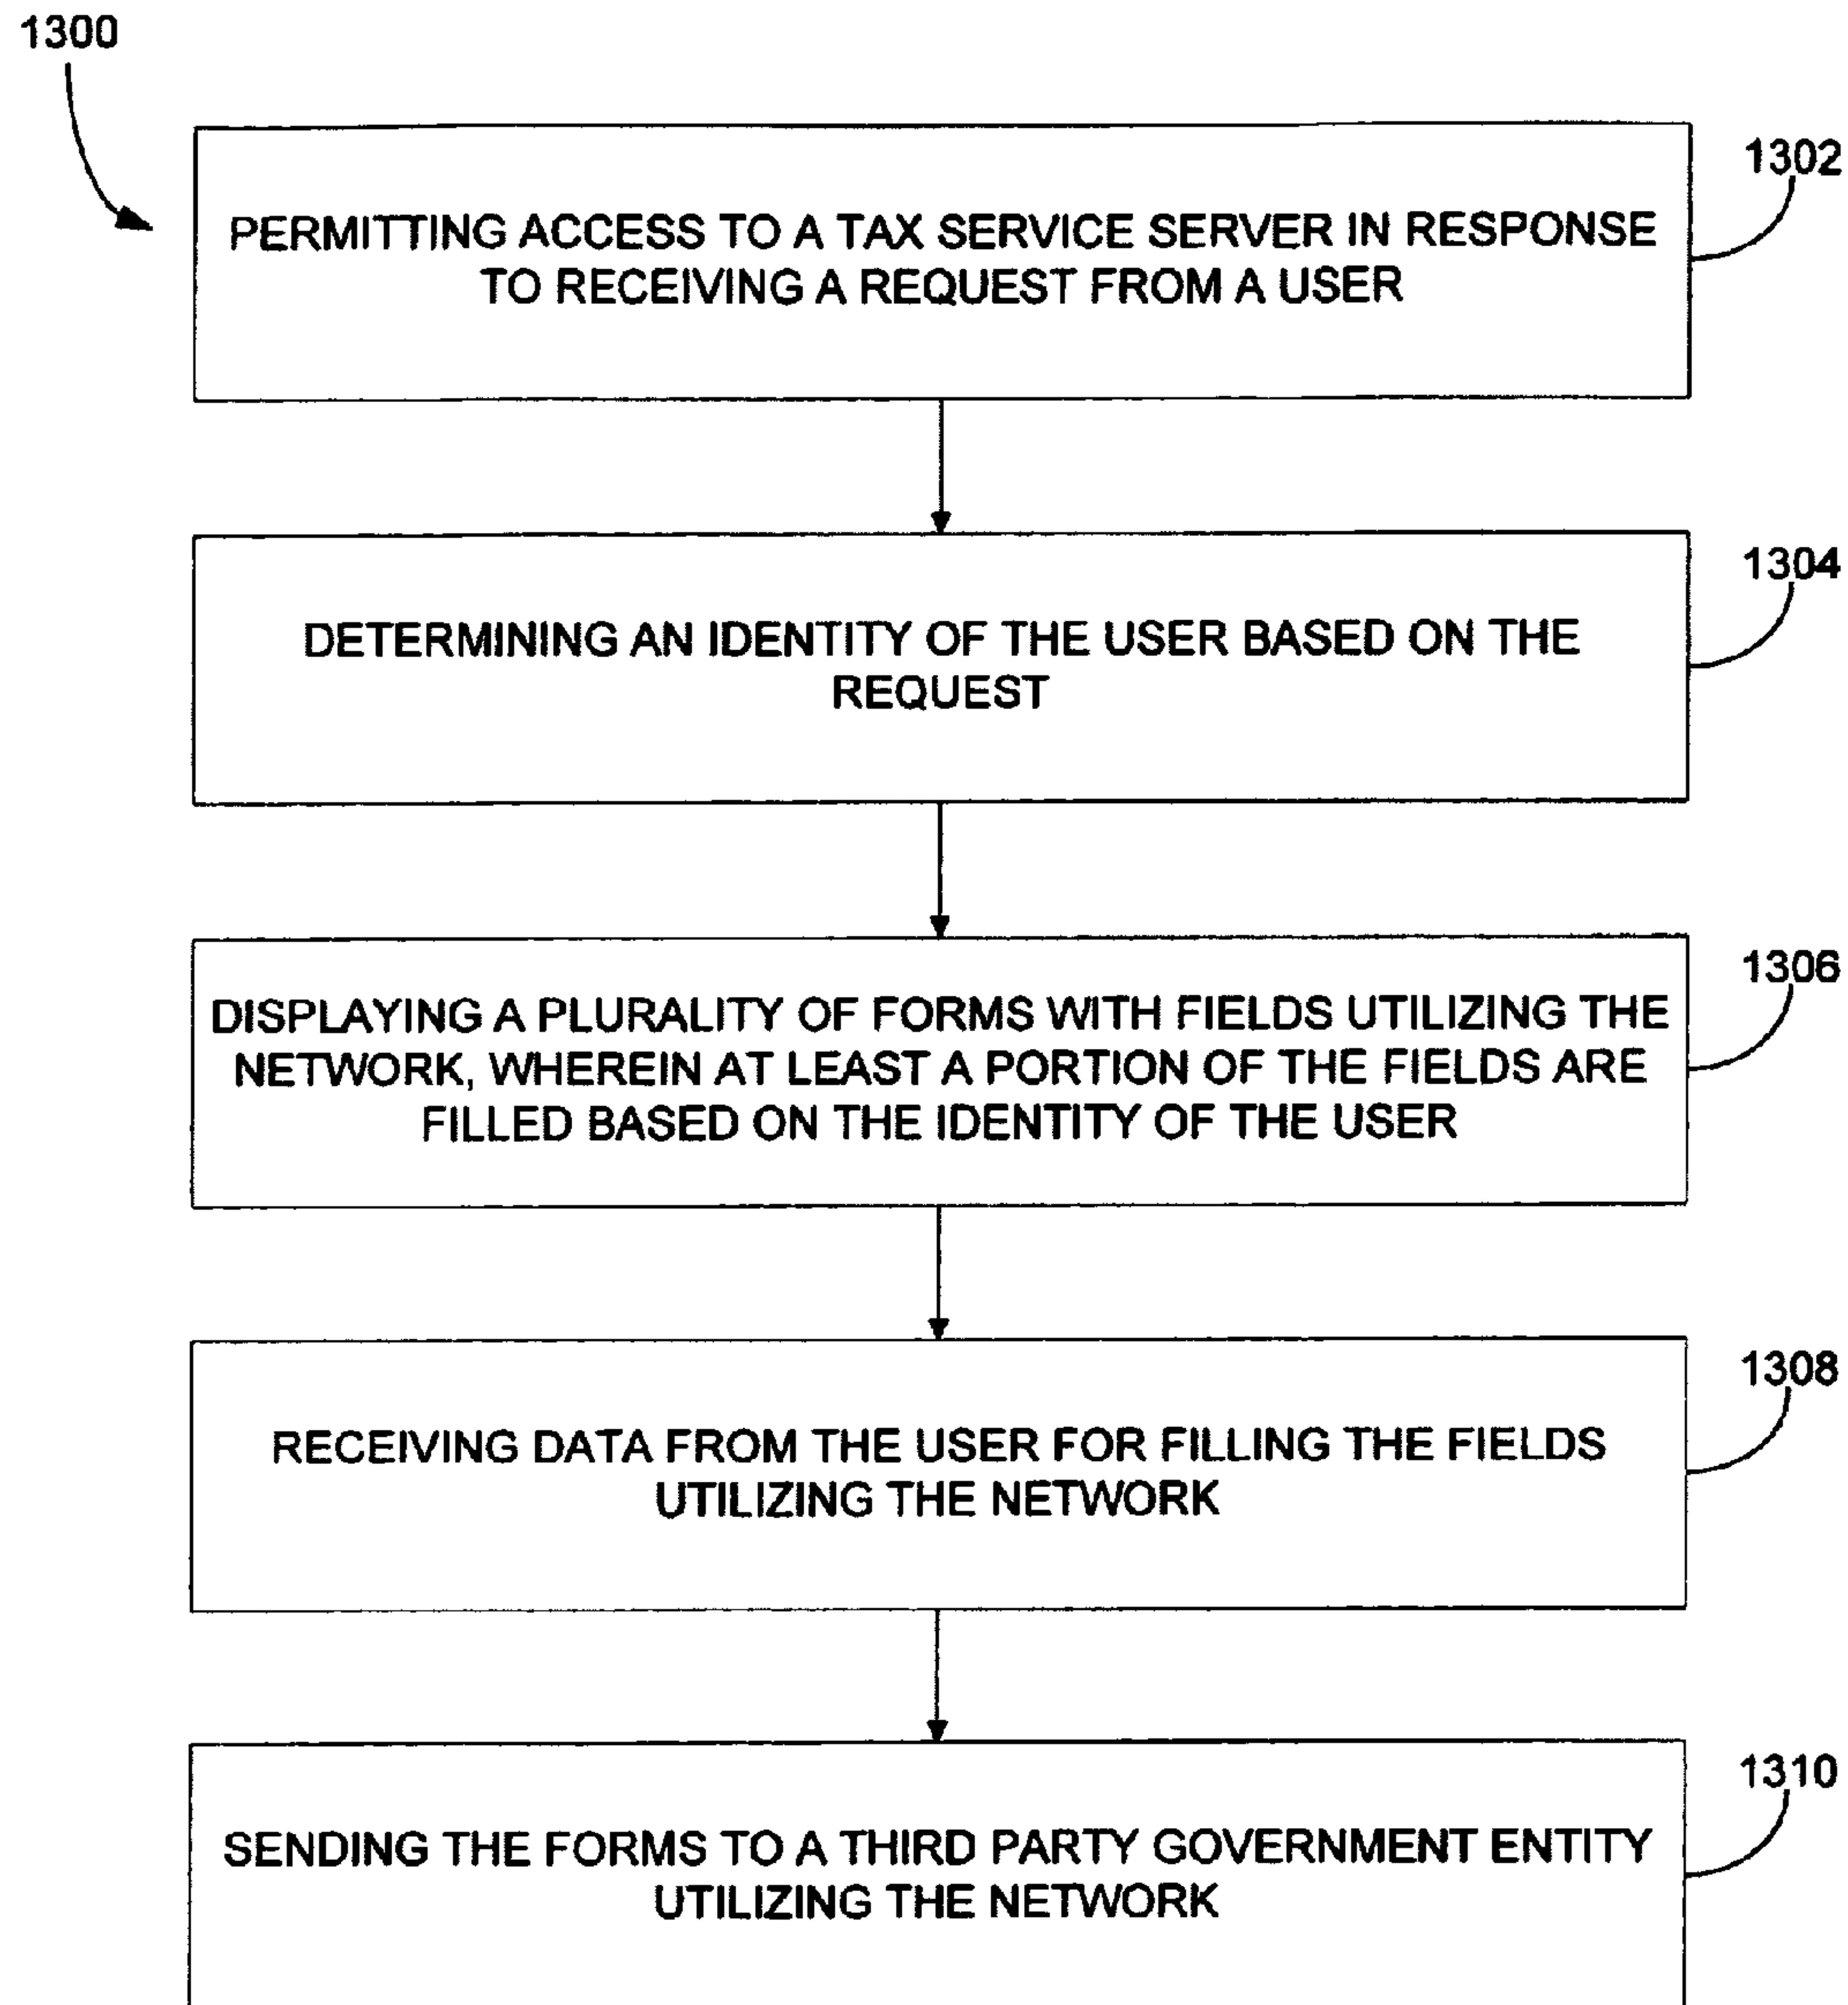 1300
1302
PERMITTING ACCESS TO A TAX SERVICE SERVER IN RESPONSE
TO RECEIVING A REQUEST FROM A USER
1304
DETERMINING AN IDENTITY OF THE USER BASED ON THE
REQUEST
1306
DISPLAYING A PLURALITY OF FORMS WITH FIELDS UTILIZING THE
NETWORK, WHEREIN AT LEAST A PORTION OF THE FIELDS ARE
FILLED BASED ON THE IDENTITY OF THE USER
1308
RECEIVING DATA FROM THE USER FOR FILLING THE FIELDS
UTILIZING THE NETWORK
1310
SENDING THE FORMS TO A THIRD PARTY GOVERNMENT ENTITY
UTILIZING THE NETWORK